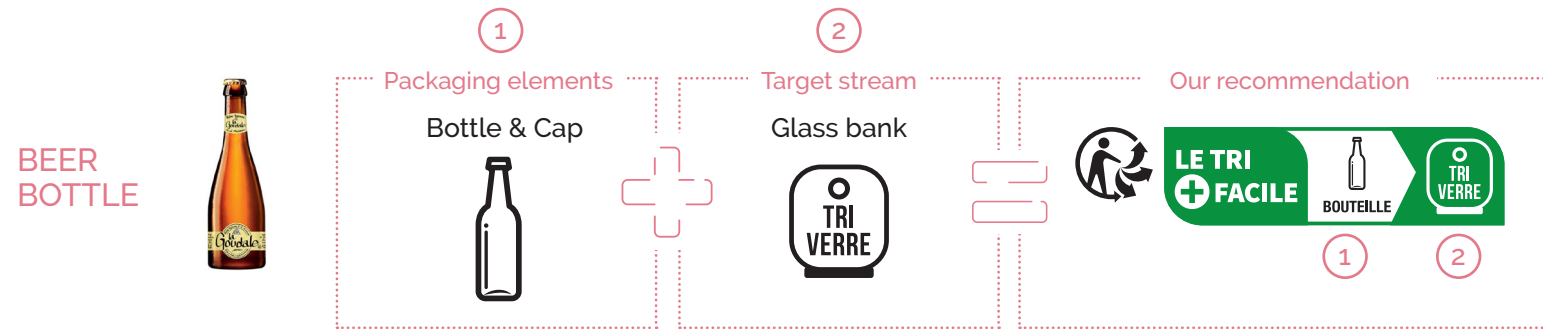 1
2
Packaging elements
Target stream
Our recommendation
BEER
BOTTLE
Goudale
Bottle & Cap
Glass bank
TRI
VERRE
LE TRI
+ FACILE
BOUTEILLE
TRI
VERRE
1
2